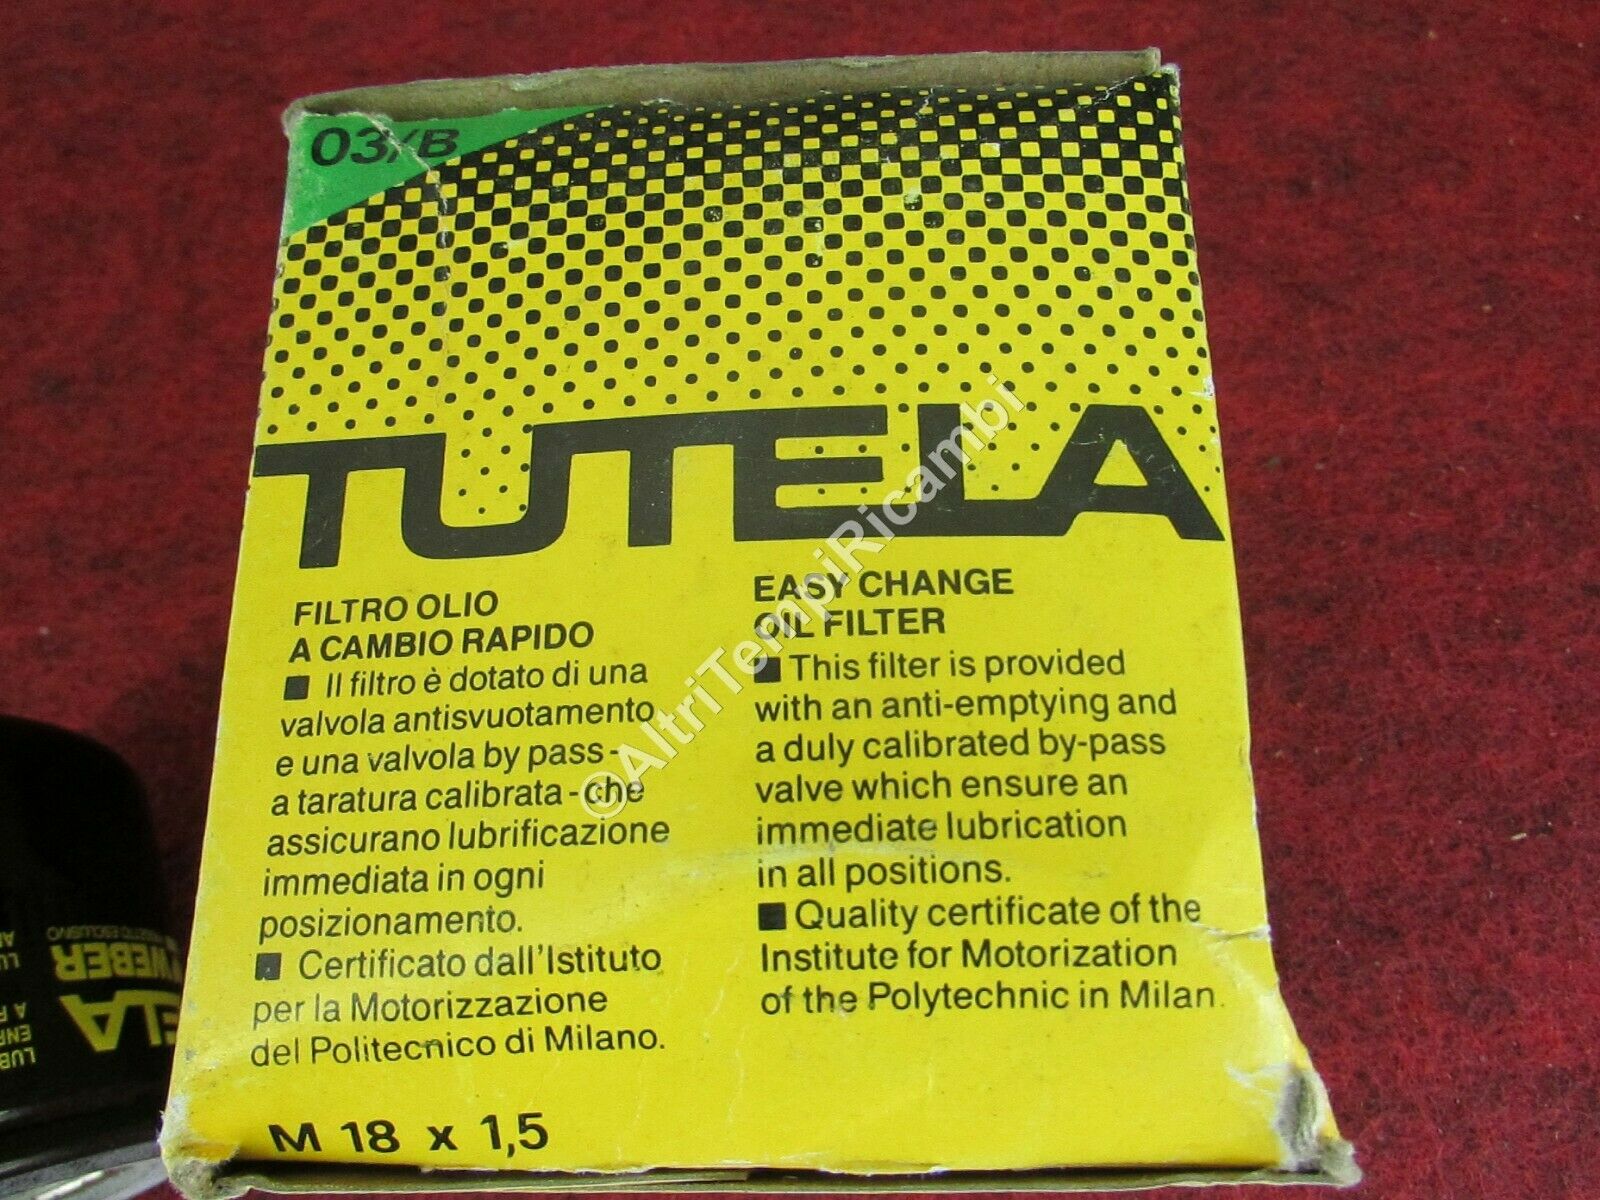 03/B
TUTELA
FILTRO OLIO
A CAMBIO RAPIDO
■ Il filtro è dotato di una
valvola antisvuotamento
e una valvola by pass -
a taratura calibrata - che
assicurano lubrificazione
immediata in ogni
posizionamento.
■ Certificato dall'Istituto
per la Motorizzazione
del Politecnico di Milano.
M 18 x 1,5
EASY CHANGE
OIL FILTER
■ This filter is provided
with an anti-emptying and
a duly calibrated by-pass
valve which ensure an
immediate lubrication
in all positions.
■ Quality certificate of the
Institute for Motorization
of the Polytechnic in Milan.
©AltriTempiRicambi
WEBER